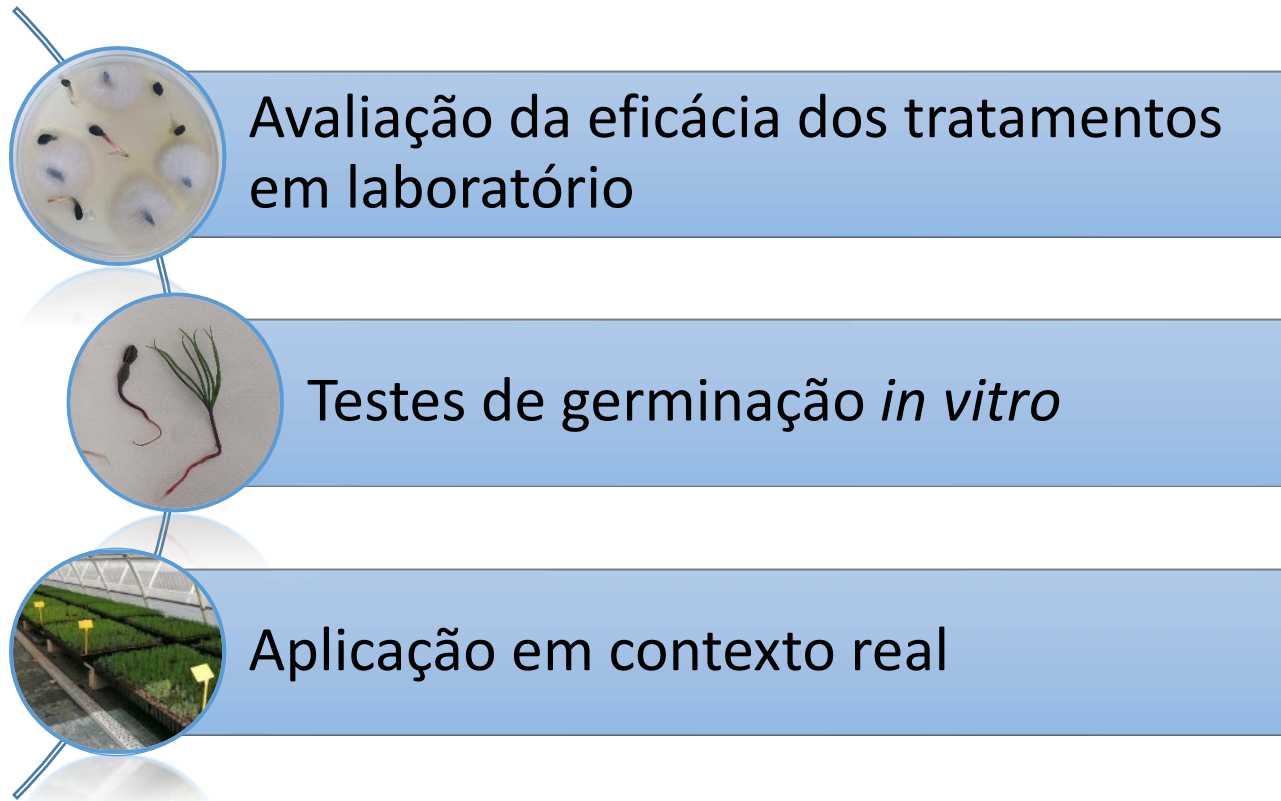 Avaliação da eficácia dos tratamentos
em laboratório
Testes de germinação in vitro
Aplicação em contexto real